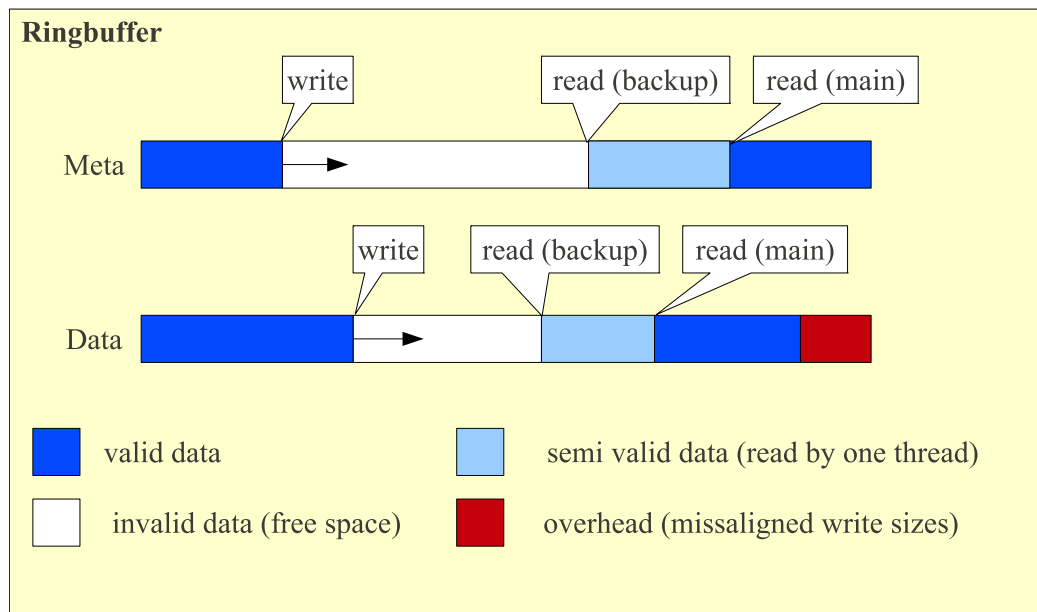 Ringbuffer
write
read (backup)
read (main)
Meta
write
read (backup)
read (main)
Data
valid data
semi valid data (read by one thread)
invalid data (free space)
overhead (missaligned write sizes)